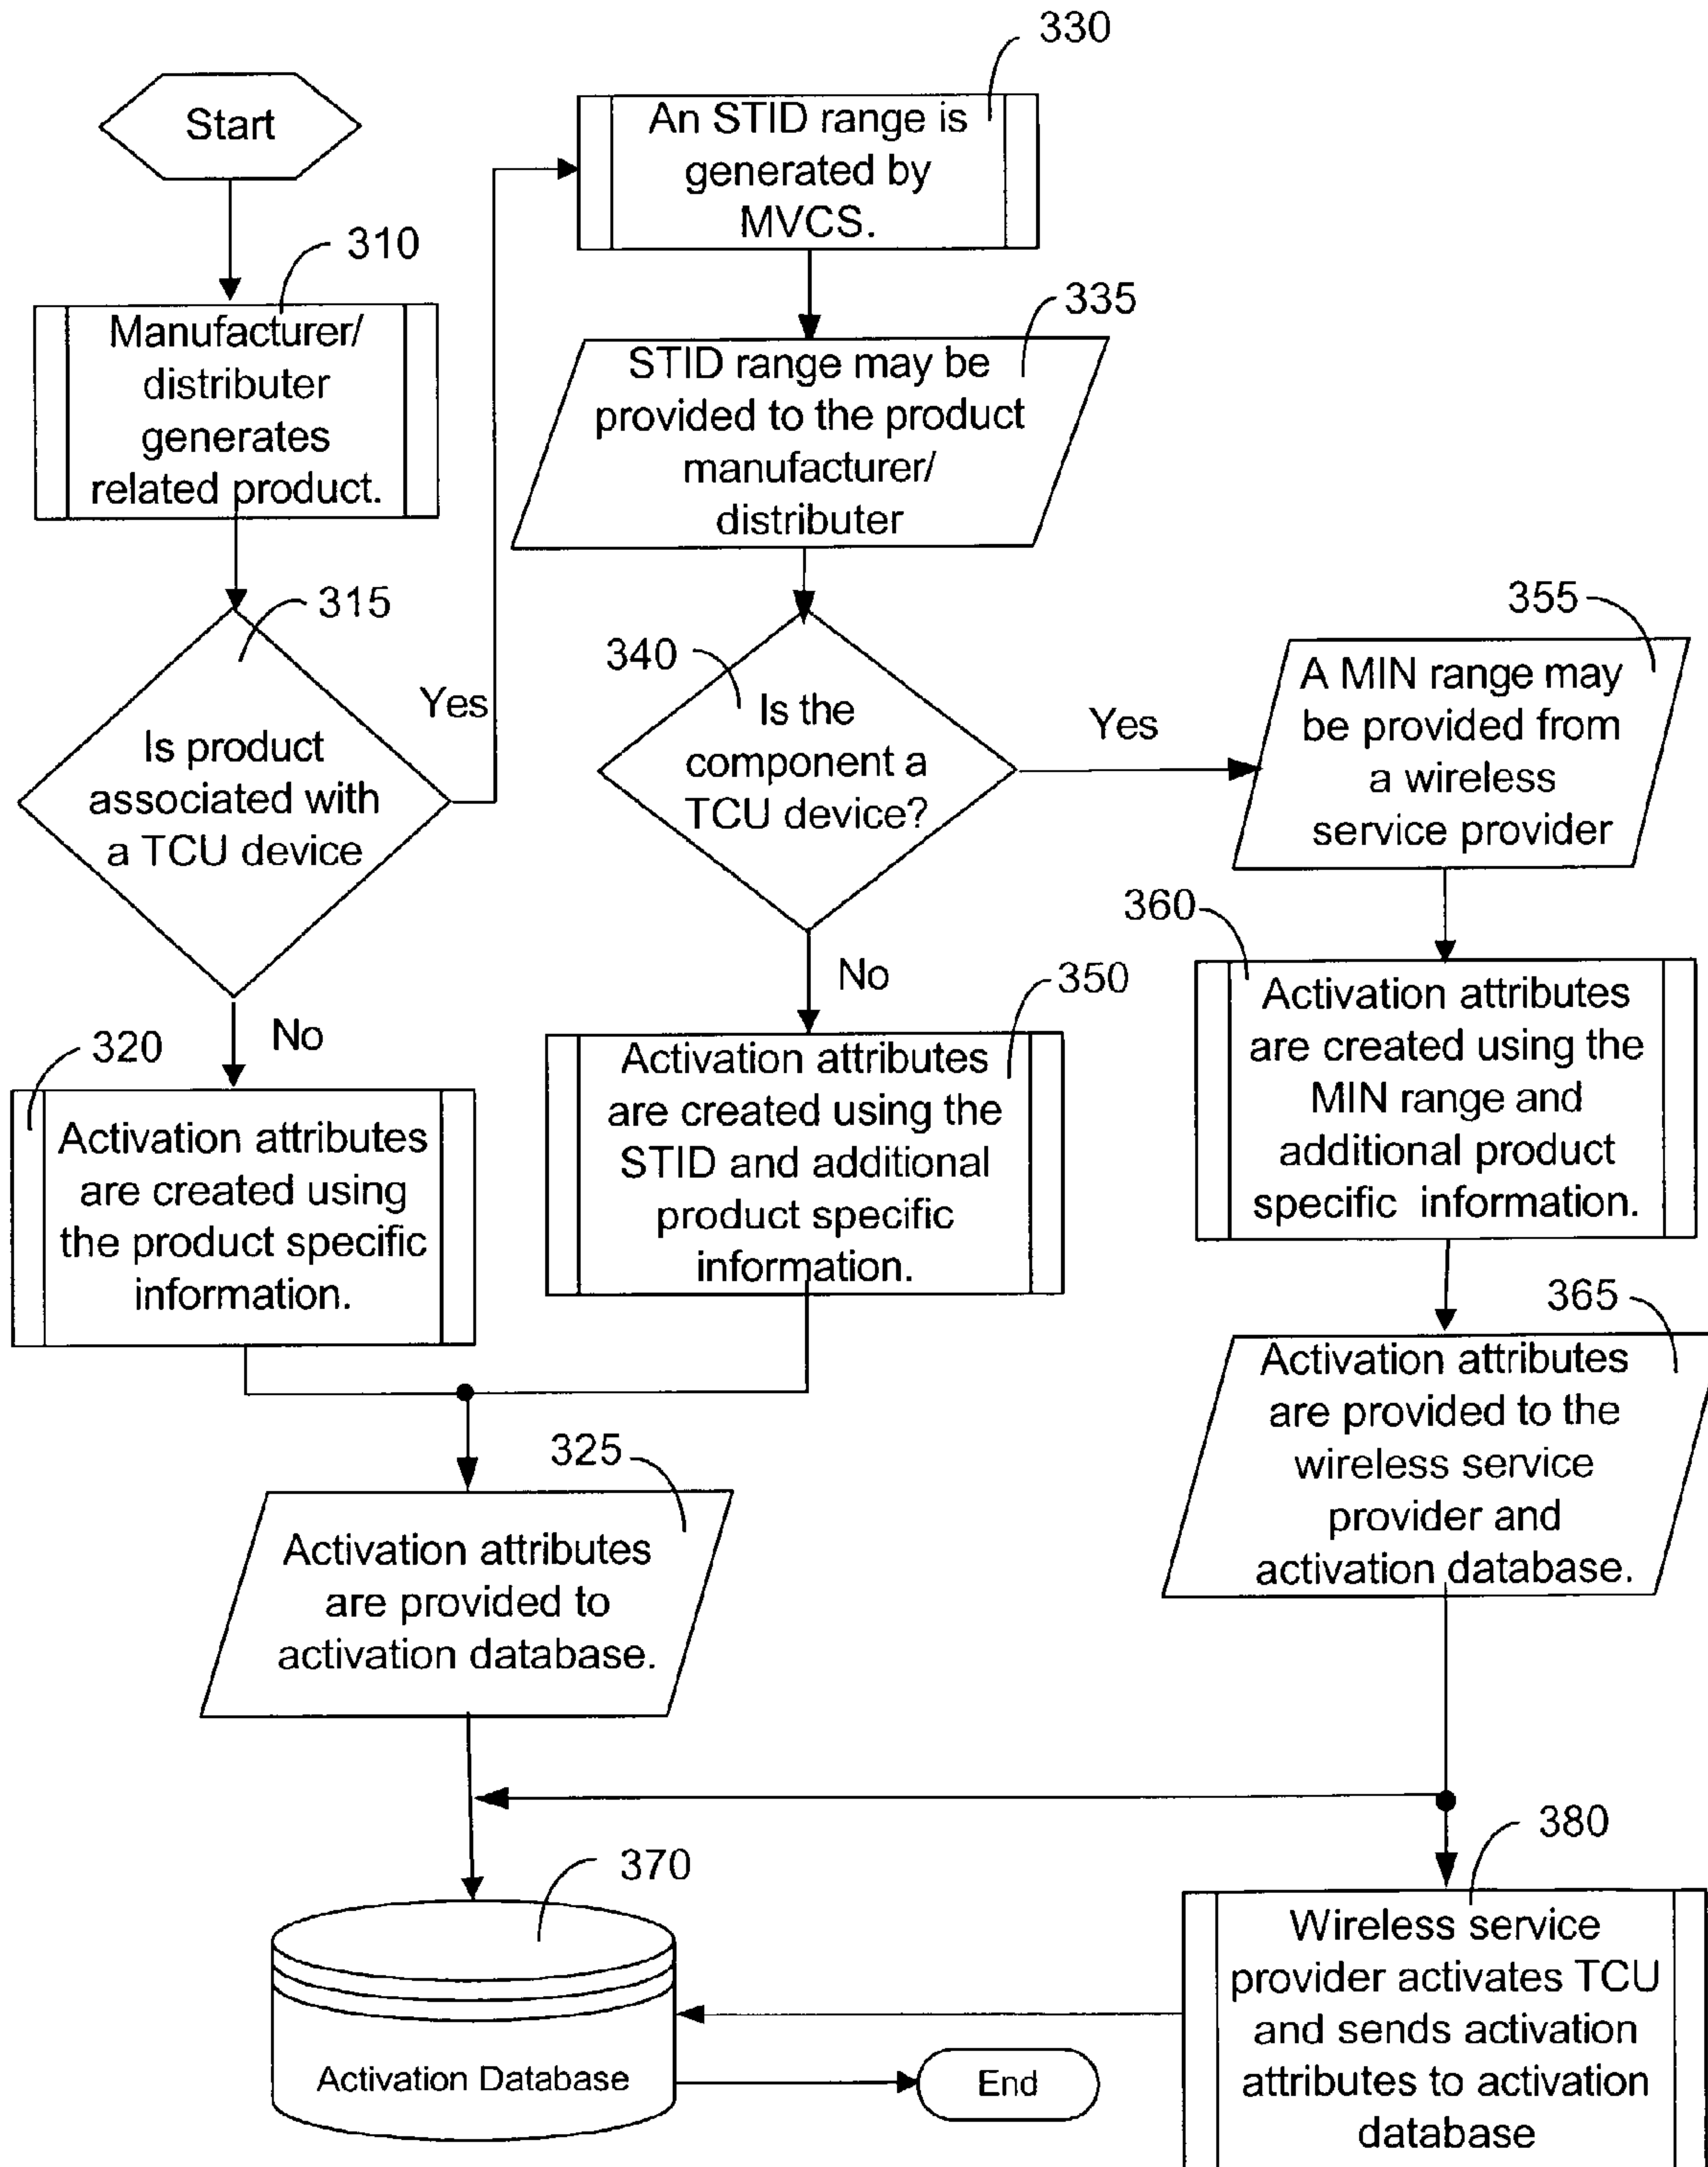 Start
310
Manufacturer/
distributer
generates
related product.
315
Is product
associated with
a TCU device
Yes
No
320
Activation attributes
are created using
the product specific
information.
330
An STID range is
generated by
MVCS.
335
STID range may be
provided to the product
manufacturer/
distributer
340
Is the
component a
TCU device?
Yes
No
350
Activation attributes
are created using the
STID and additional
product specific
information.
325
Activation attributes
are provided to
activation database.
355
A MIN range may
be provided from
a wireless
service provider
360
Activation attributes
are created using the
MIN range and
additional product
specific information.
365
Activation attributes
are provided to the
wireless service
provider and
activation database.
370
Activation Database
380
Wireless service
provider activates TCU
and sends activation
attributes to activation
database
End